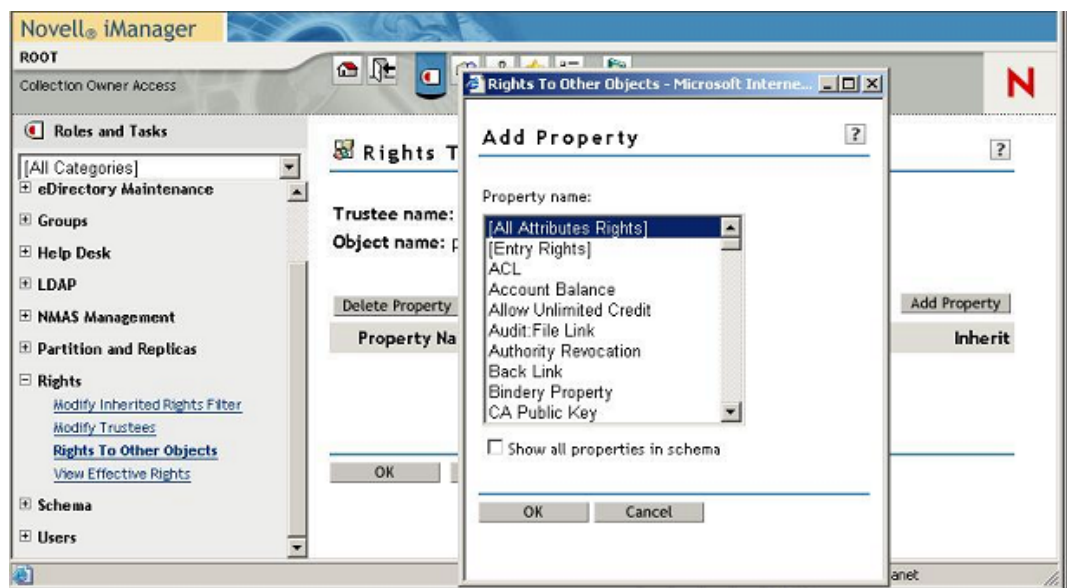 Novell® iManager
ROOT
Collection Owner Access
Roles and Tasks
[All Categories]
eDirectory Maintenance
Groups
Help Desk
LDAP
NMAS Management
Partition and Replicas
Rights
Modify Inherited Rights Filter
Modify Trustees
Rights To Other Objects
View Effective Rights
Schema
Users
N
Rights T
?
Trustee name:
Object name: p
Delete Property
Add Property
Property Na
Inherit
OK
Rights To Other Objects - Microsoft Interne...
Add Property
?
Property name:
[All Attributes Rights]
[Entry Rights]
ACL
Account Balance
Allow Unlimited Credit
Audit:File Link
Authority Revocation
Back Link
Bindery Property
CA Public Key
Show all properties in schema
OK
Cancel
anet